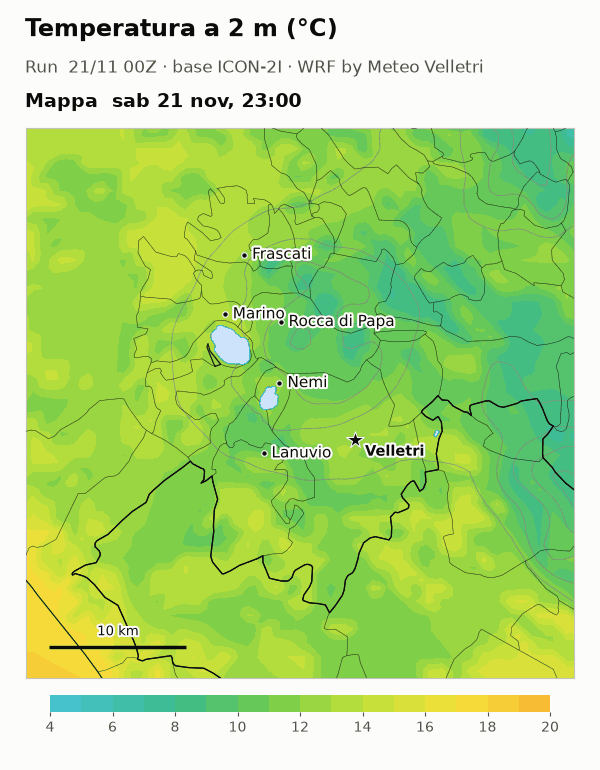 Temperatura a 2 m (°C)
Run  21/11 00Z · base ICON-2I · WRF by Meteo Velletri
Mappa  sab 21 nov, 23:00
Frascati
Marino
Rocca di Papa
Nemi
Velletri
Lanuvio
10 km
4 6 8 10 12 14 16 18 20